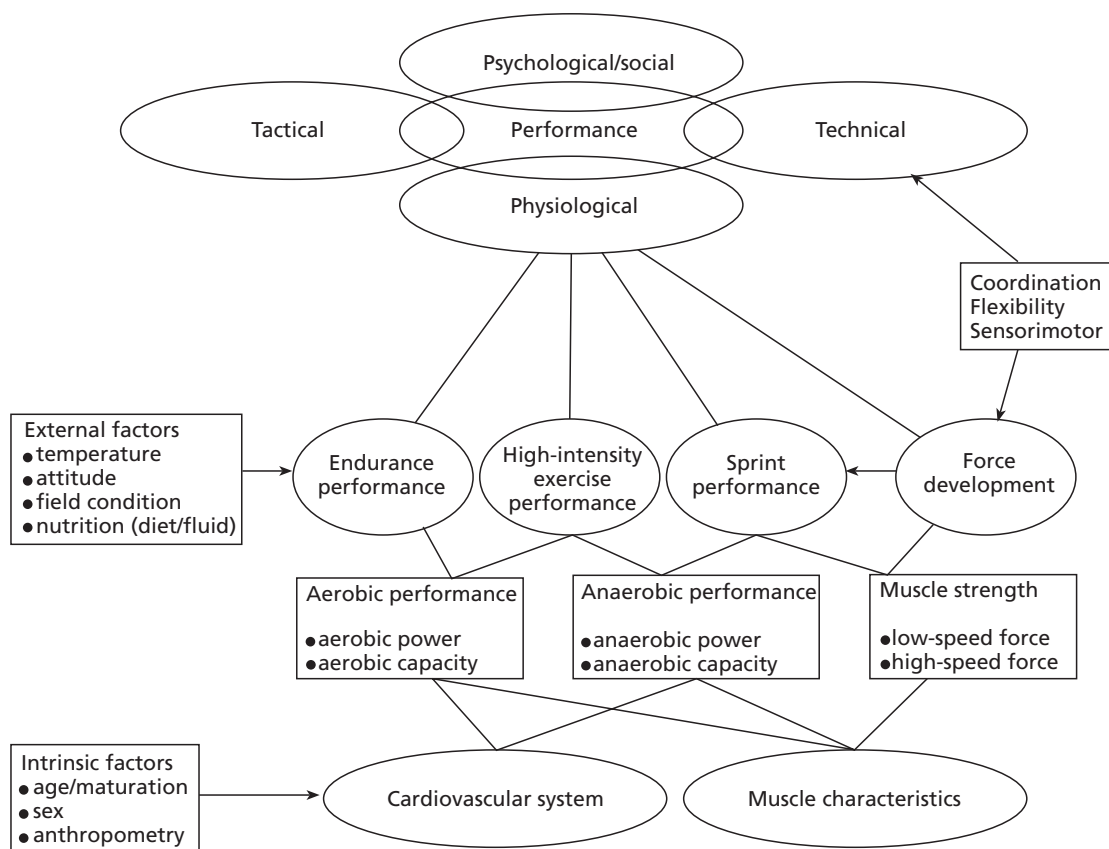 Psychological/social
Tactical
Performance
Technical
Physiological
Coordination
Flexibility
Sensorimotor
External factors
● temperature
● attitude
● field condition
● nutrition (diet/fluid)
Endurance
performance
High-intensity
exercise
performance
Sprint
performance
Force
development
Aerobic performance
● aerobic power
● aerobic capacity
Anaerobic performance
● anaerobic power
● anaerobic capacity
Muscle strength
● low-speed force
● high-speed force
Intrinsic factors
● age/maturation
● sex
● anthropometry
Cardiovascular system
Muscle characteristics